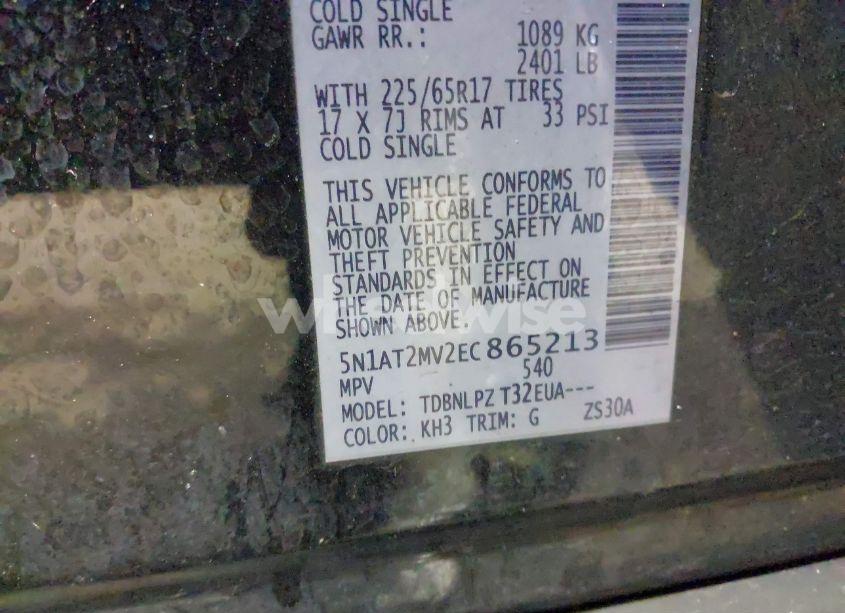 COLD SINGLE
GAWR RR.: 1089 KG
2401 LB
WITH 225/65R17 TIRES
17 X 7J RIMS AT 33 PSI
COLD SINGLE
THIS VEHICLE CONFORMS TO
ALL APPLICABLE FEDERAL
MOTOR VEHICLE SAFETY AND
THEFT PREVENTION
STANDARDS IN EFFECT ON
THE DATE OF MANUFACTURE
SHOWN ABOVE.
5N1AT2MV2EC865213
540
MPV
MODEL: TDBNLPZ T32EUA---
COLOR: KH3 TRIM: G ZS30A